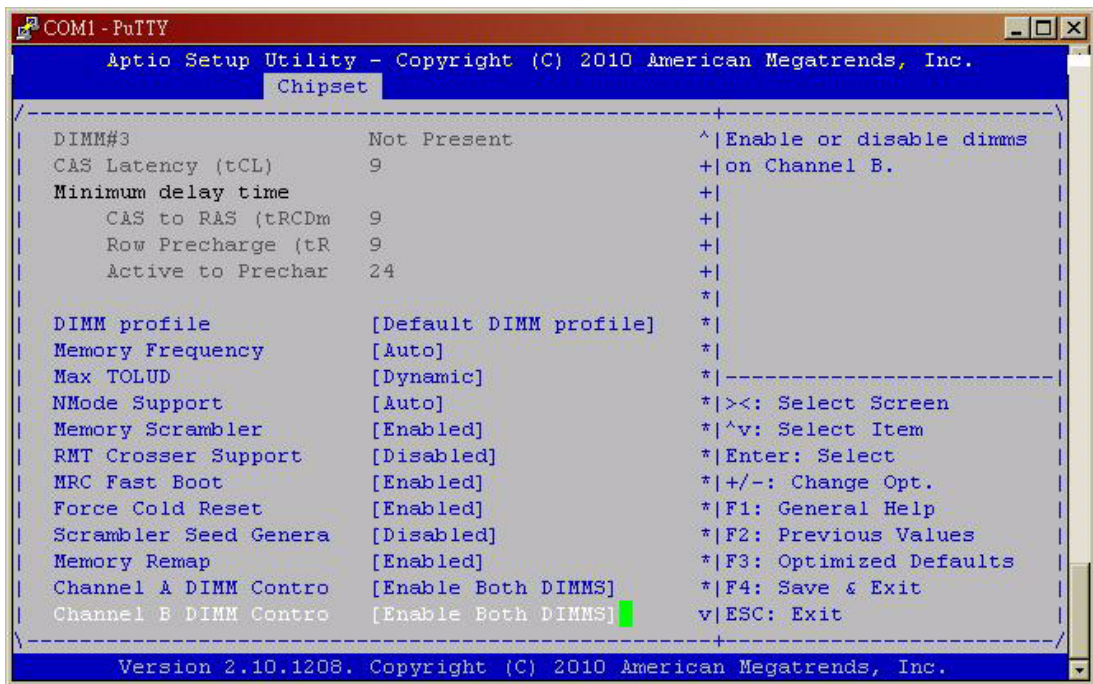 COM1 - PuTTY
Aptio Setup Utility - Copyright (C) 2010 American Megatrends, Inc.
Chipset
/-----------------------------------------------------+--------------------------\
| DIMM#3 Not Present ^|Enable or disable dimms |
| CAS Latency (tCL) 9 +|on Channel B. |
| Minimum delay time +| |
| CAS to RAS (tRCDm 9 +| |
| Row Precharge (tR 9 +| |
| Active to Prechar 24 +| |
| *| |
| DIMM profile [Default DIMM profile] *| |
| Memory Frequency [Auto] *| |
| Max TOLUD [Dynamic] *|--------------------------|
| NMode Support [Auto] *|><: Select Screen |
| Memory Scrambler [Enabled] *|^v: Select Item |
| RMT Crosser Support [Disabled] *|Enter: Select |
| MRC Fast Boot [Enabled] *|+/-: Change Opt. |
| Force Cold Reset [Enabled] *|F1: General Help |
| Scrambler Seed Genera [Disabled] *|F2: Previous Values |
| Memory Remap [Enabled] *|F3: Optimized Defaults |
| Channel A DIMM Contro [Enable Both DIMMS] *|F4: Save & Exit |
| Channel B DIMM Contro [Enable Both DIMMS] v|ESC: Exit |
\-----------------------------------------------------+--------------------------/
Version 2.10.1208. Copyright (C) 2010 American Megatrends, Inc.